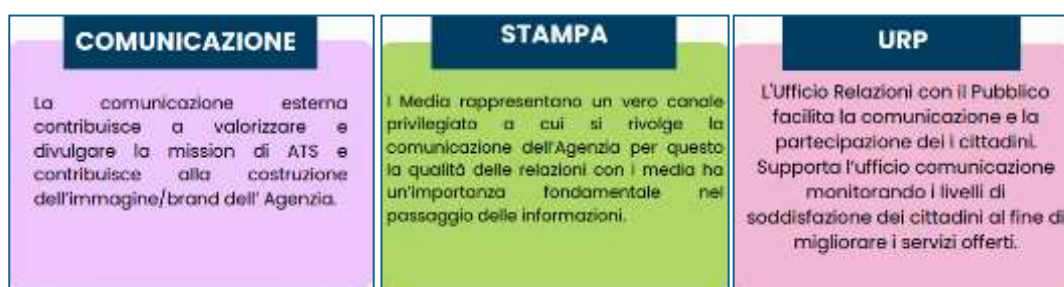 COMUNICAZIONE
La comunicazione esterna
contribuisce a valorizzare e
divulgare la mission di ATS e
contribuisce alla costruzione
dell'immagine/brand dell' Agenzia.
STAMPA
I Media rappresentano un vero canale
privilegiato a cui si rivolge la
comunicazione dell'Agenzia per questo
la qualità delle relazioni con i media ha
un'importanza fondamentale nel
passaggio delle informazioni.
URP
L'Ufficio Relazioni con il Pubblico
facilita la comunicazione e la
partecipazione dei i cittadini.
Supporta l'ufficio comunicazione
monitorando i livelli di
soddisfazione dei cittadini al fine di
migliorare i servizi offerti.